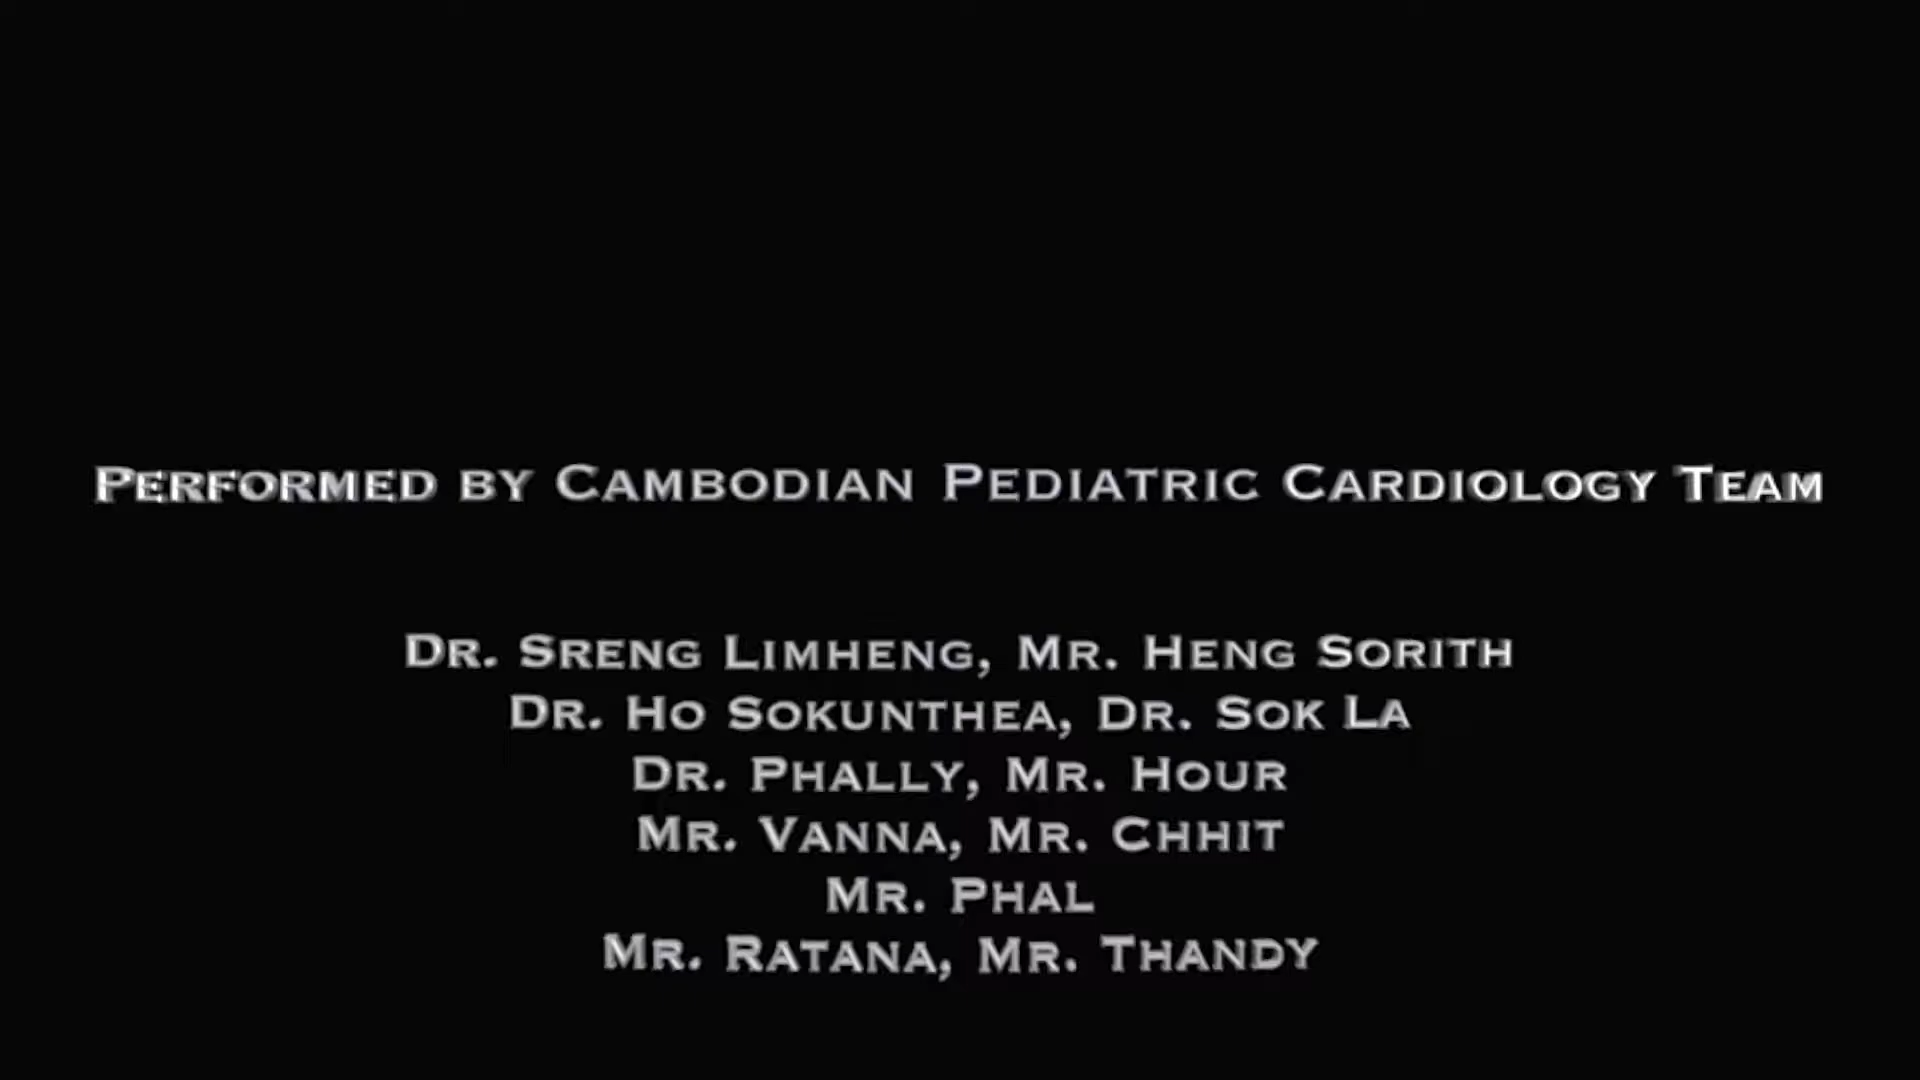 Performed by Cambodian Pediatric Cardiology Team
Dr. Sreng Limheng, Mr. Heng Sorith
Dr. Ho Sokunthea, Dr. Sok La
Dr. Phally, Mr. Hour
Mr. Vanna, Mr. Chhit
Mr. Phal
Mr. Ratana, Mr. Thandy